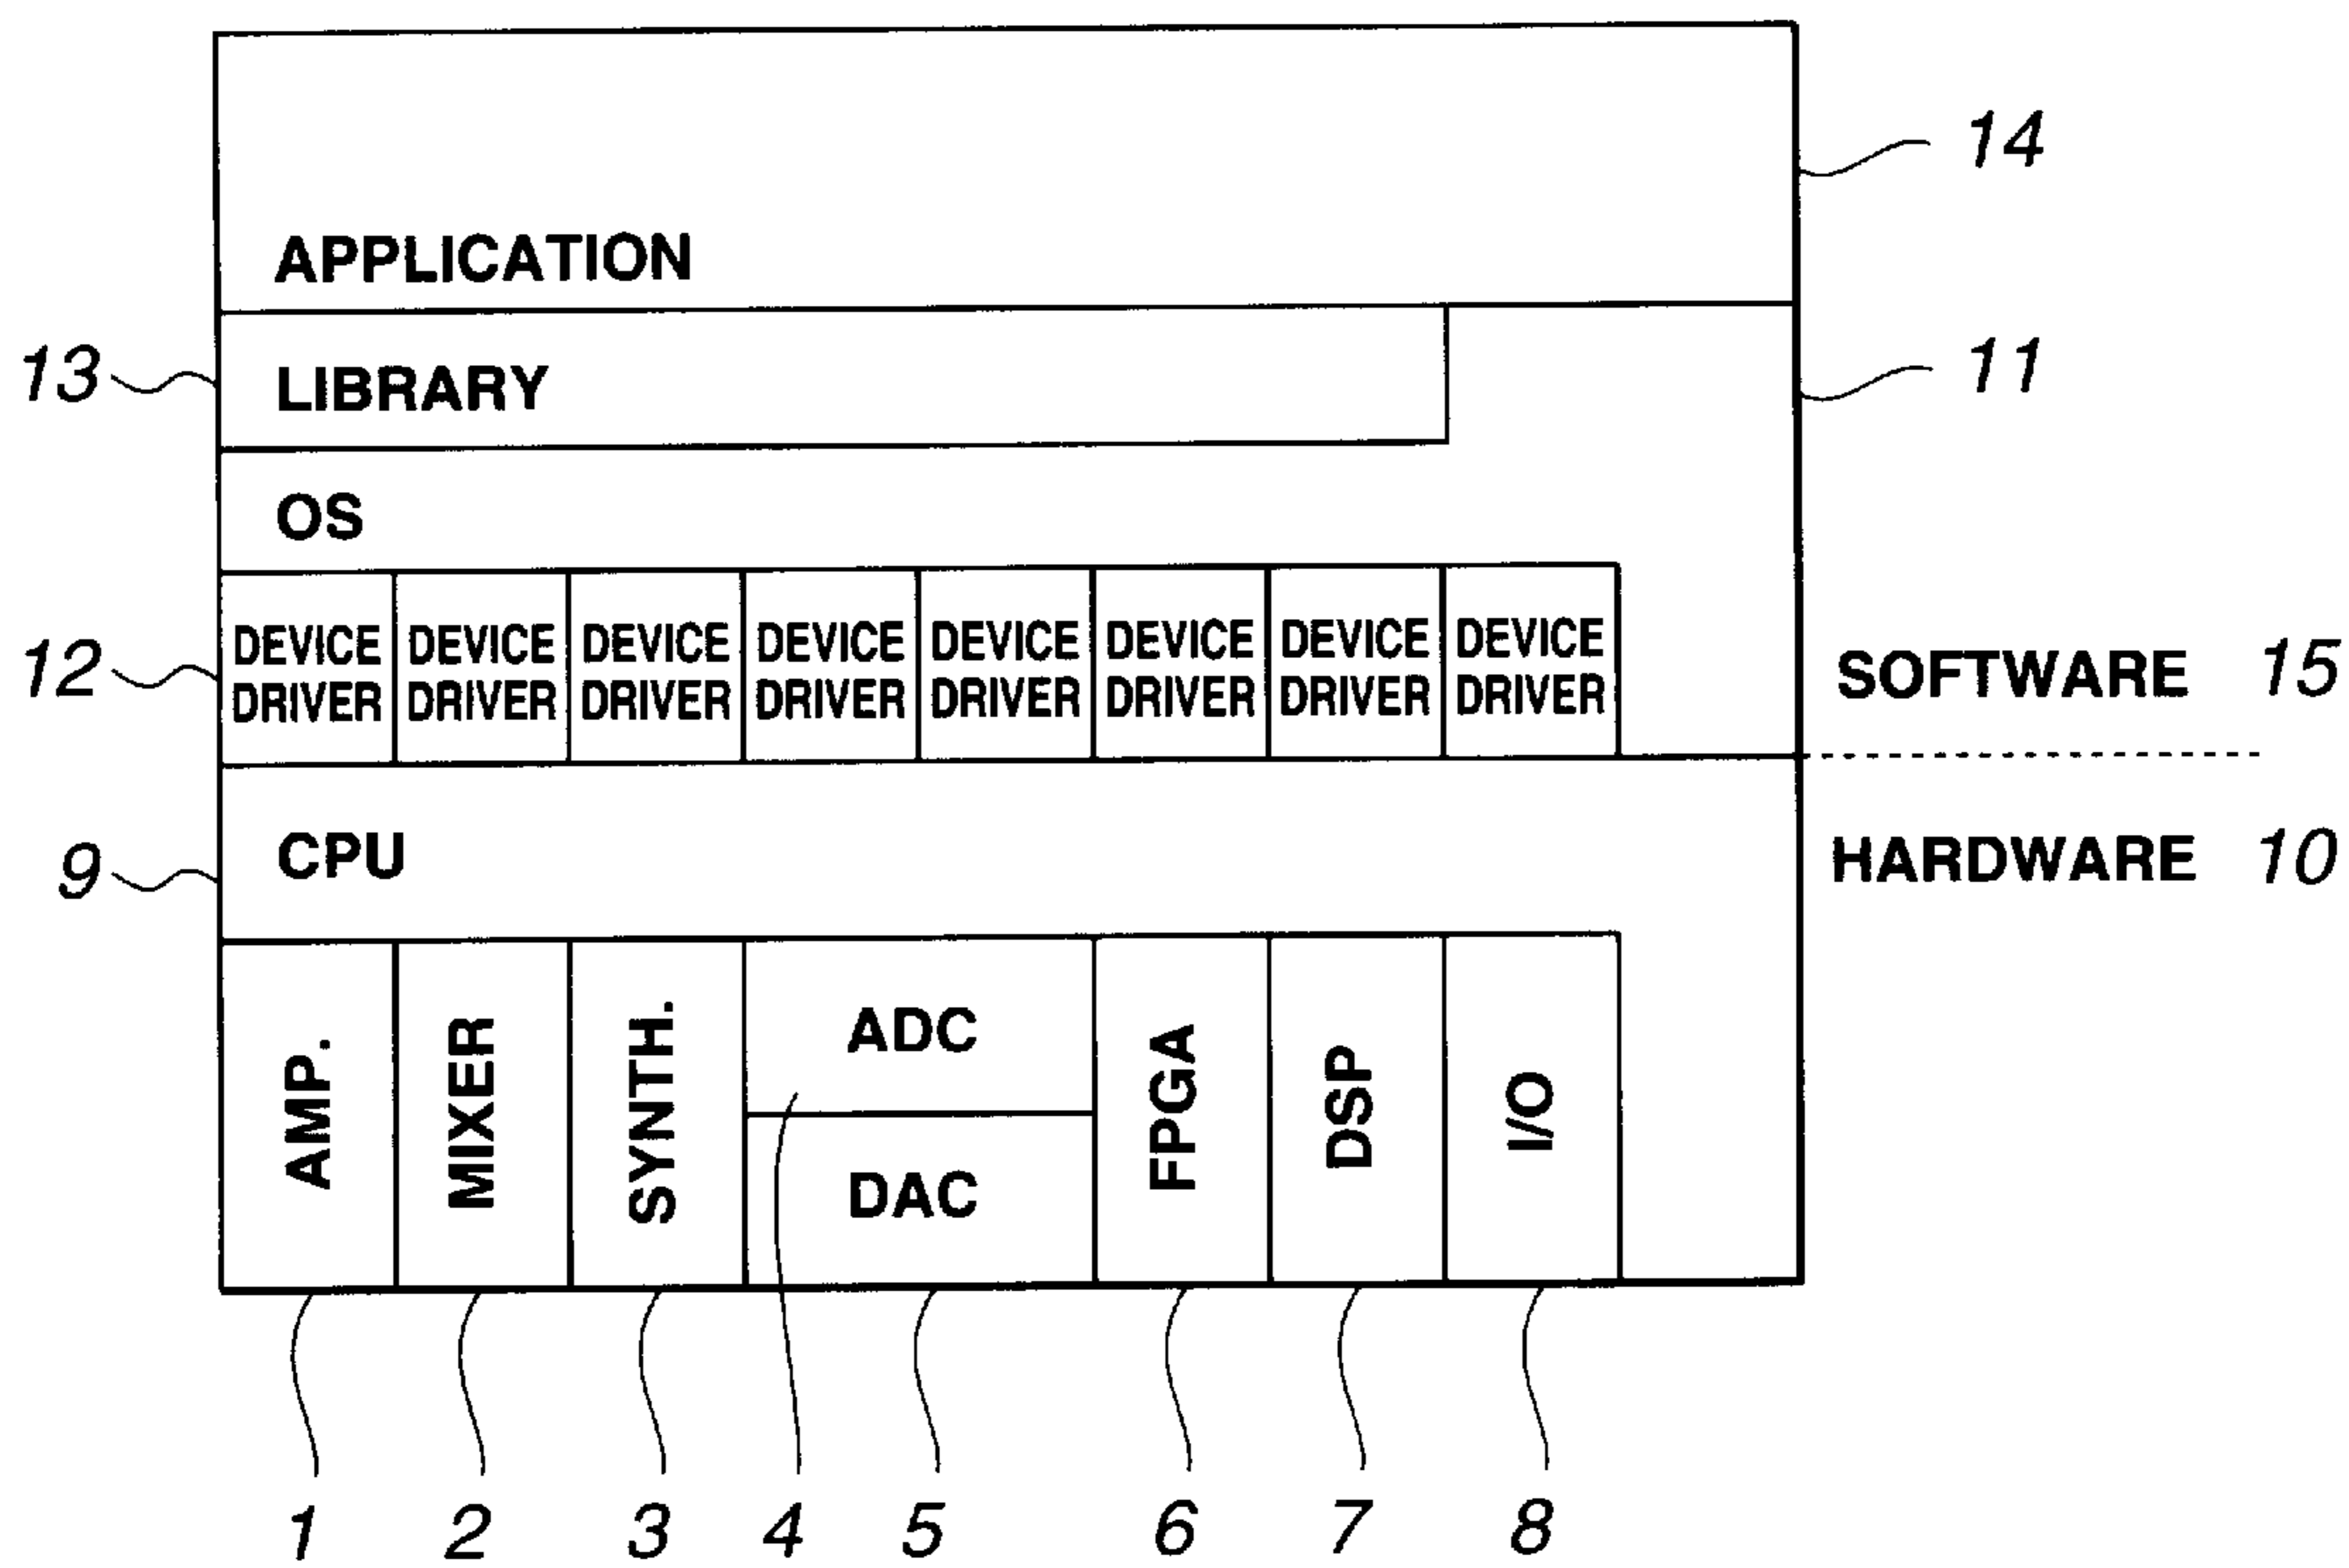 14
APPLICATION
13
LIBRARY
11
OS
12
DEVICE DRIVER
DEVICE DRIVER
DEVICE DRIVER
DEVICE DRIVER
DEVICE DRIVER
DEVICE DRIVER
DEVICE DRIVER
DEVICE DRIVER
SOFTWARE 15
9
CPU
HARDWARE 10
AMP.
MIXER
SYNTH.
ADC
DAC
FPGA
DSP
I/O
1 2 3 4 5 6 7 8